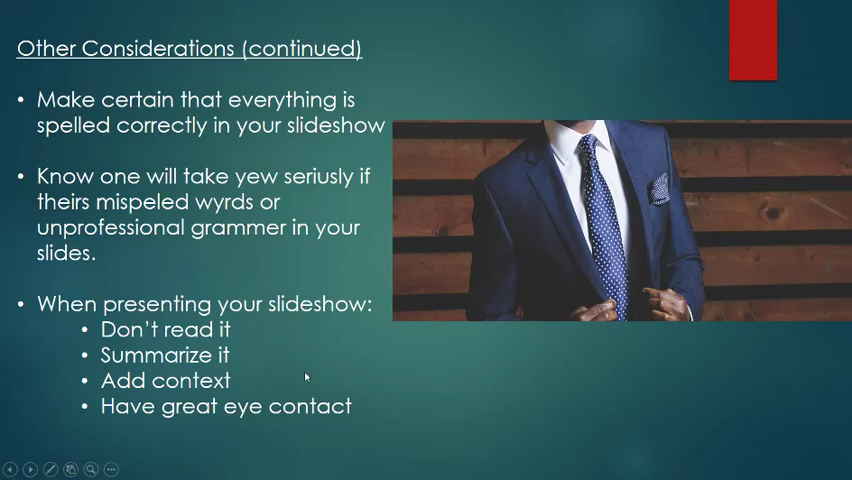 Other Considerations (continued)
• Make certain that everything is
spelled correctly in your slideshow
• Know one will take yew seriusly if
theirs mispeled wyrds or
unprofessional grammer in your
slides.
• When presenting your slideshow:
• Don't read it
• Summarize it
• Add context
• Have great eye contact